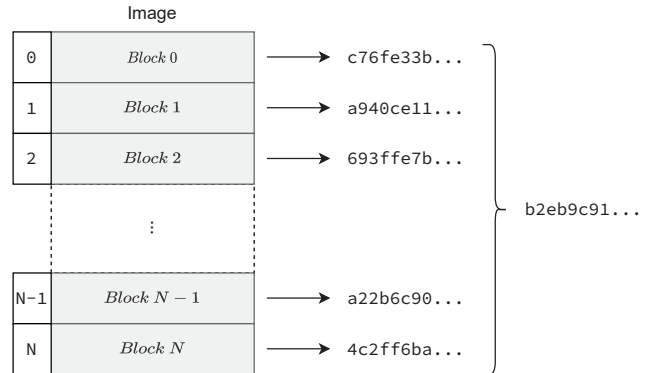 Image
0 Block 0 c76fe33b...
1 Block 1 a940ce11...
2 Block 2 693ffe7b...
⋮
b2eb9c91...
N-1 Block N − 1 a22b6c90...
N Block N 4c2ff6ba...